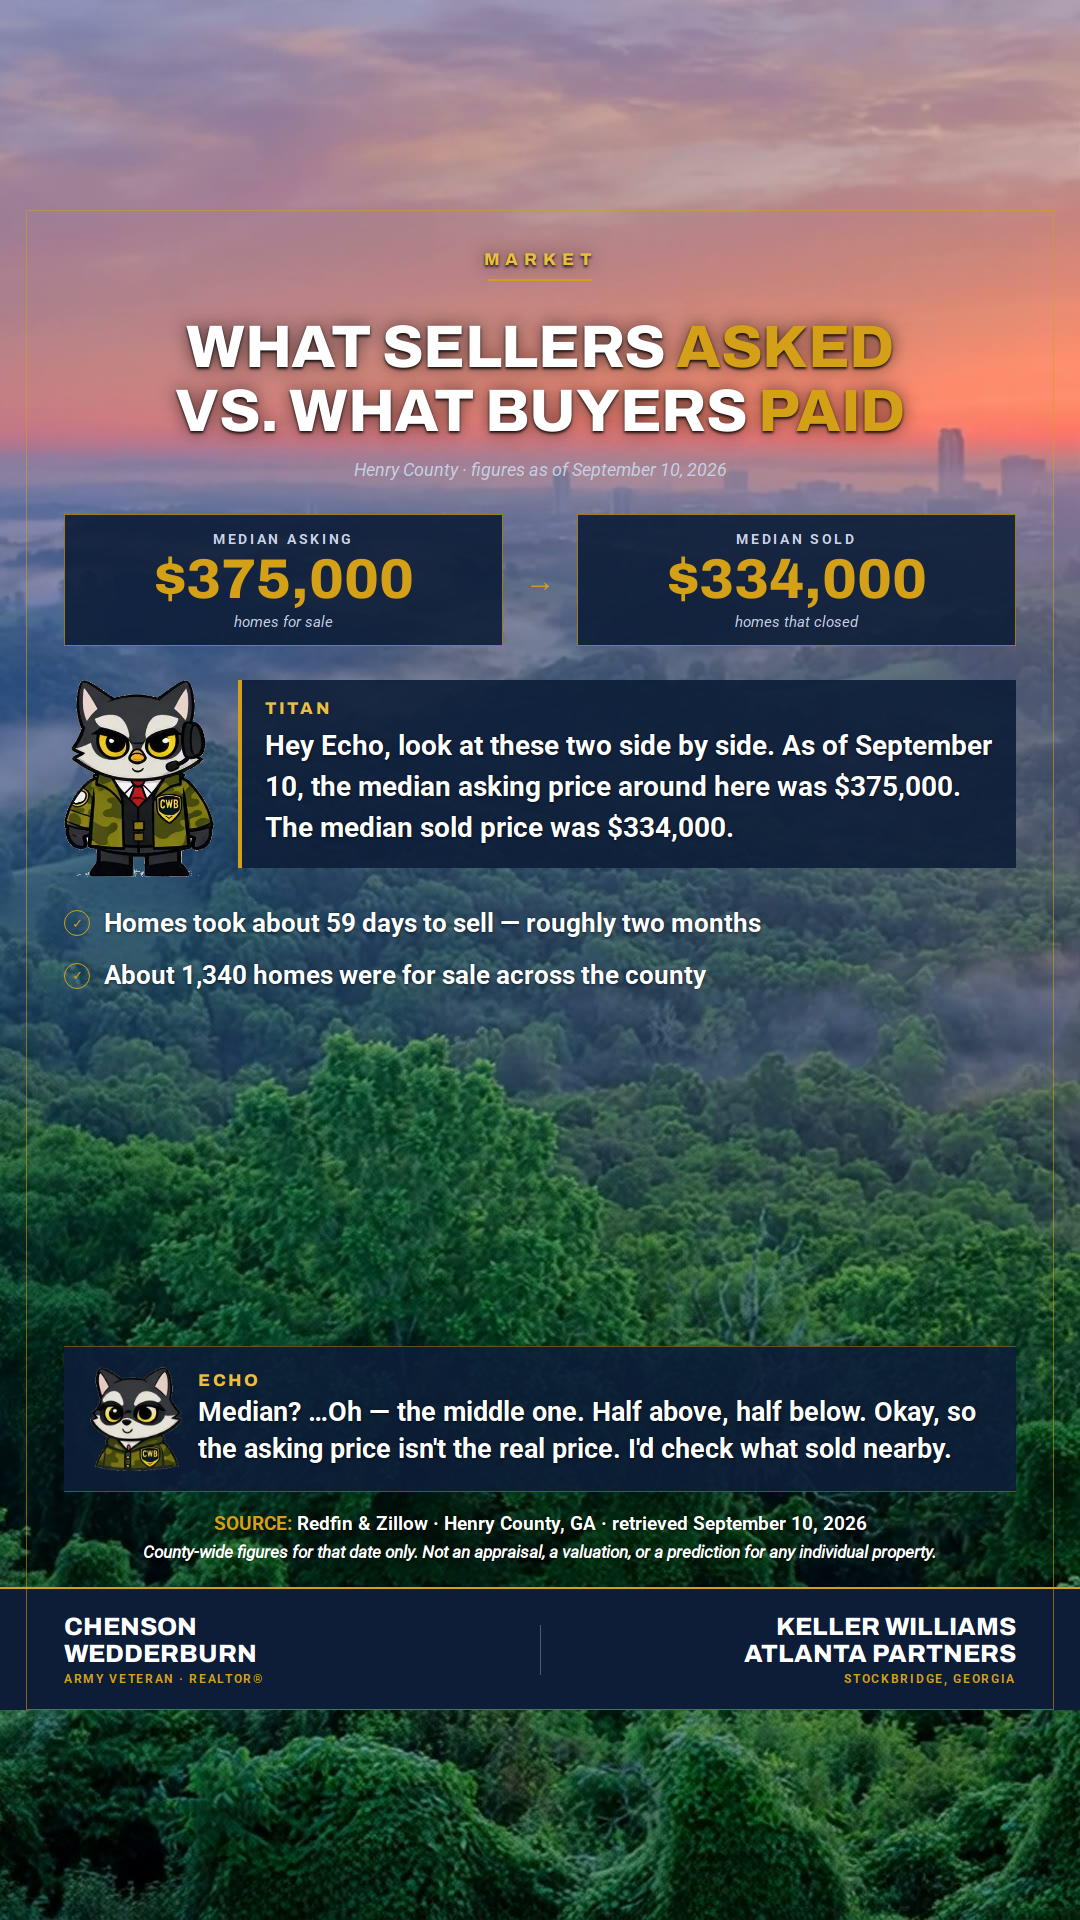 MARKET
WHAT SELLERS ASKED
VS. WHAT BUYERS PAID
Henry County · figures as of September 10, 2026
MEDIAN ASKING
$375,000
homes for sale
→
MEDIAN SOLD
$334,000
homes that closed
CWB
TITAN
Hey Echo, look at these two side by side. As of September
10, the median asking price around here was $375,000.
The median sold price was $334,000.
✓ Homes took about 59 days to sell — roughly two months
✓ About 1,340 homes were for sale across the county
CWB
ECHO
Median? ...Oh — the middle one. Half above, half below. Okay, so
the asking price isn't the real price. I'd check what sold nearby.
SOURCE: Redfin & Zillow · Henry County, GA · retrieved September 10, 2026
County-wide figures for that date only. Not an appraisal, a valuation, or a prediction for any individual property.
CHENSON
WEDDERBURN
ARMY VETERAN · REALTOR®
KELLER WILLIAMS
ATLANTA PARTNERS
STOCKBRIDGE, GEORGIA